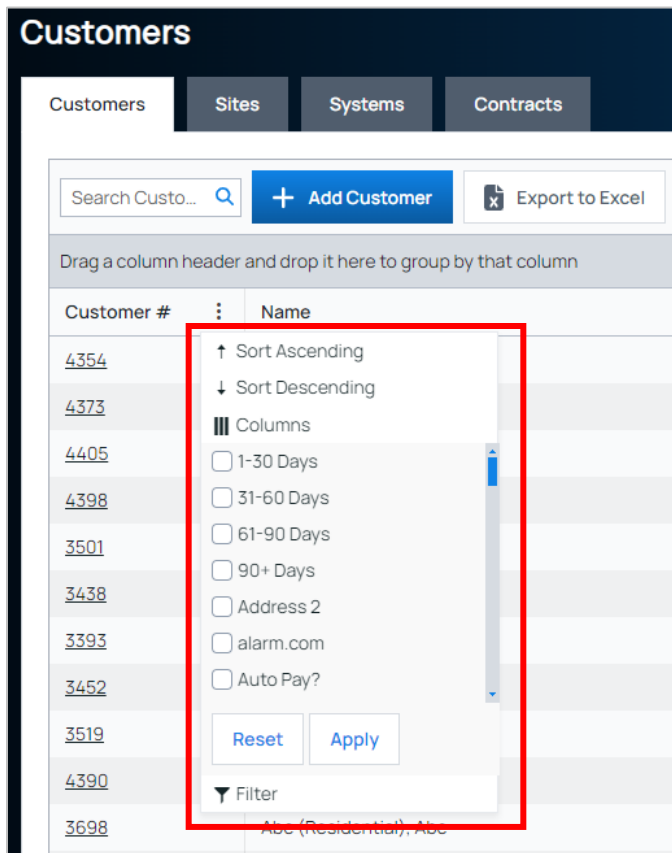 Customers
Customers Sites Systems Contracts
Search Custo... Add Customer Export to Excel
Drag a column header and drop it here to group by that column
Customer # Name
4354
Sort Ascending
Sort Descending
4373
Columns
4405
1-30 Days
4398
31-60 Days
3501
61-90 Days
90+ Days
3438
Address 2
3393
alarm.com
3452
Auto Pay?
3519
Reset Apply
4390
Filter
3698
Abc (Residential), Abc